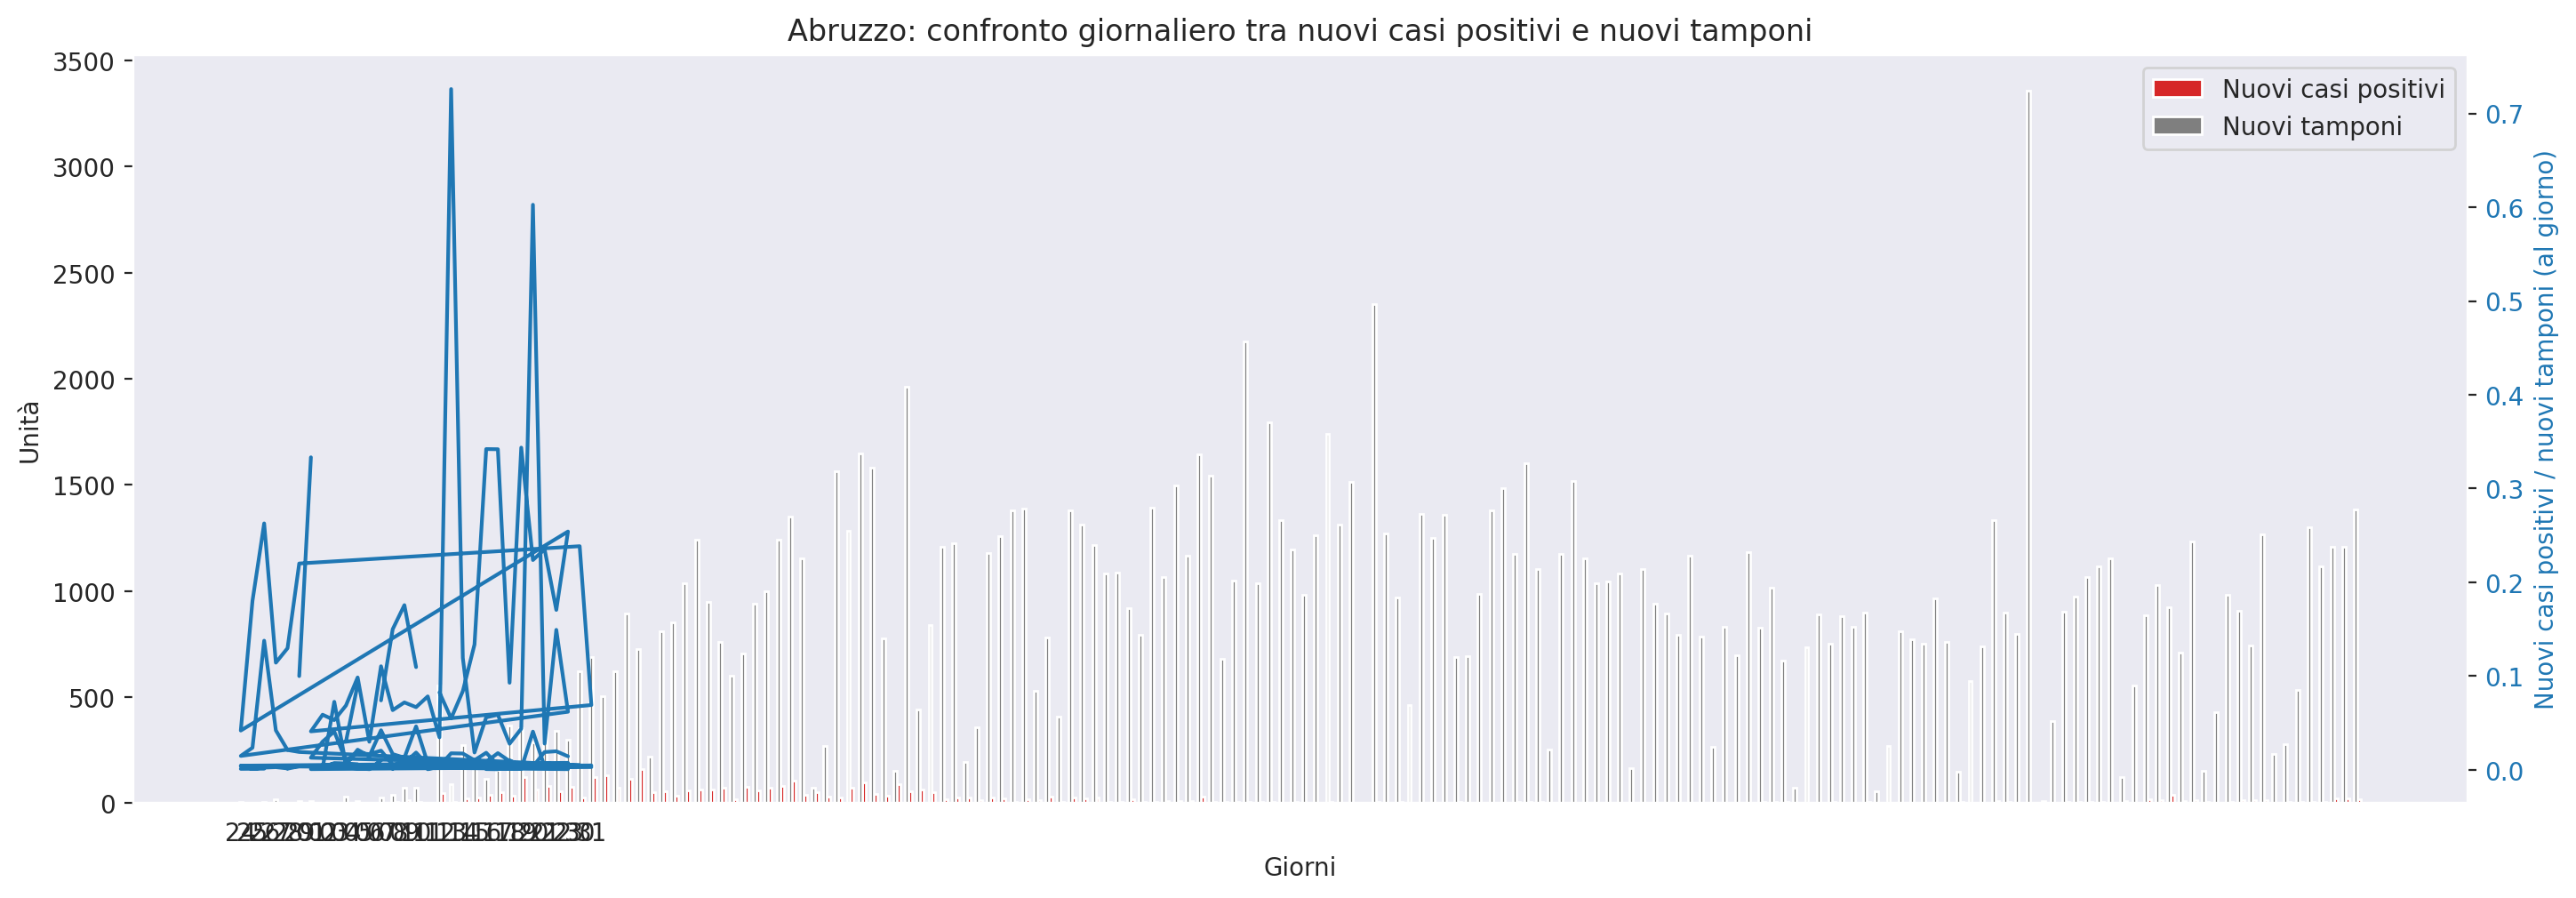 Abruzzo: confronto giornaliero tra nuovi casi positivi e nuovi tamponi
3500
3000
2500
2000
1500
1000
500
0
Unità
Nuovi casi positivi
Nuovi tamponi
0.7
0.6
0.5
0.4
0.3
0.2
0.1
0.0
Nuovi casi positivi / nuovi tamponi (al giorno)
Giorni